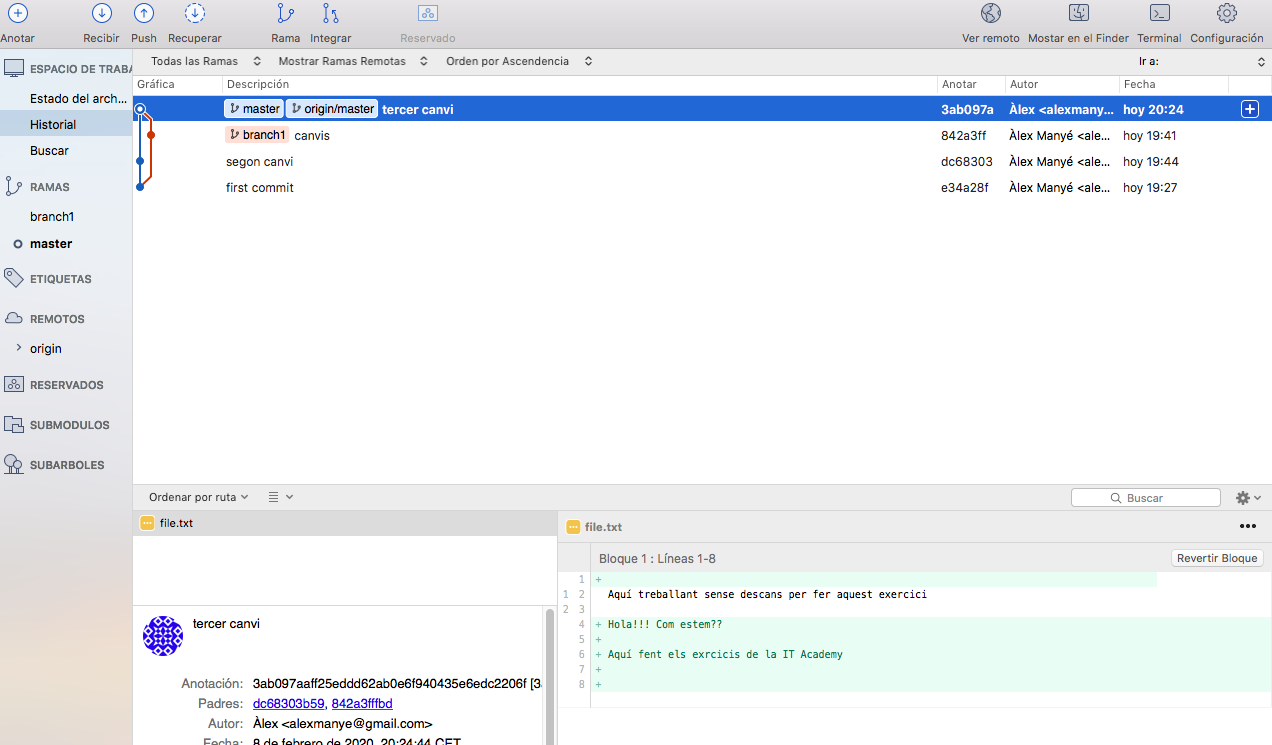 Anotar Recibir Push Recuperar Rama Integrar Reservado Ver remoto Mostar en el Finder Terminal Configuración
ESPACIO DE TRABA
Estado del arch...
Historial
Buscar
RAMAS
branch1
master
ETIQUETAS
REMOTOS
origin
RESERVADOS
SUBMODULOS
SUBARBOLES
Todas las Ramas Mostrar Ramas Remotas Orden por Ascendencia Ir a:
Gráfica Descripción Anotar Autor Fecha
master origin/master tercer canvi 3ab097a Àlex <alexmany... hoy 20:24
branch1 canvis 842a3ff Àlex Manyé <ale... hoy 19:41
segon canvi dc68303 Àlex Manyé <ale... hoy 19:44
first commit e34a28f Àlex Manyé <ale... hoy 19:27
Ordenar por ruta Buscar
file.txt
tercer canvi
Anotación: 3ab097aaff25eddd62ab0e6f940435e6edc2206f [3
Padres: dc68303b59, 842a3fffbd
Autor: Àlex <alexmanye@gmail.com>
Fecha: 8 de febrero de 2020, 20:24:44 CET
file.txt
Bloque 1 : Líneas 1-8 Revertir Bloque
1 +
1 2 Aquí treballant sense descans per fer aquest exercici
2 3
4 + Hola!!! Com estem??
5 +
6 + Aquí fent els exrcicis de la IT Academy
7 +
8 +